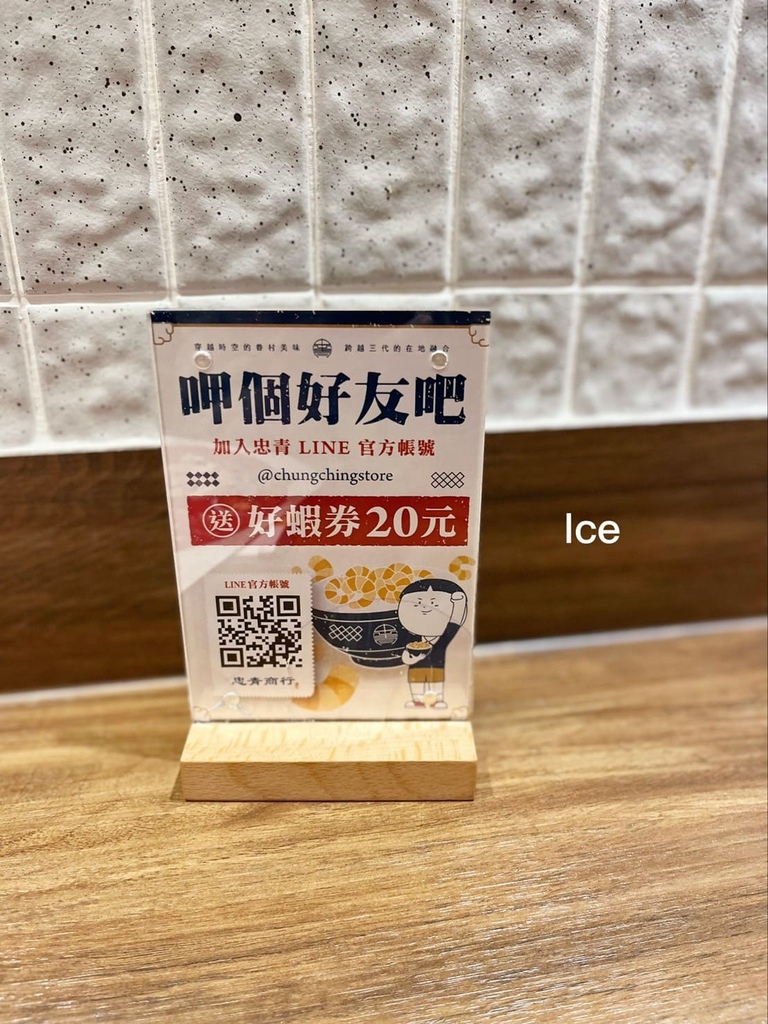 穿越時空的眷村美味 跨越三代的在地融合
呷個好友吧
加入忠青 LINE 官方帳號
@chungchingstore
送 好蝦券20元
LINE官方帳號
忠青商行
Ice